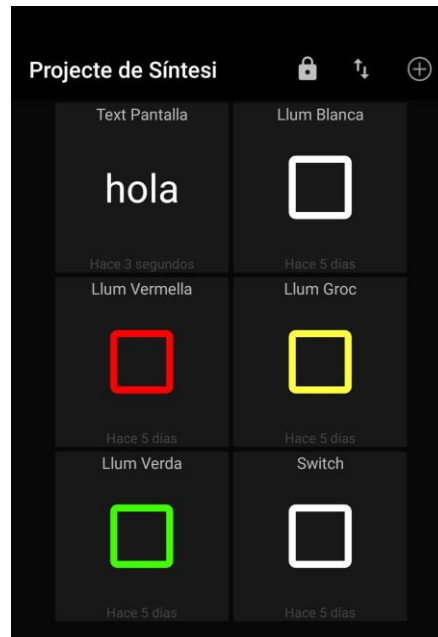 Projecte de Síntesi
Text Pantalla
Llum Blanca
hola
Hace 3 segundos
Hace 5 días
Llum Vermella
Llum Groc
Hace 5 días
Hace 5 días
Llum Verda
Switch
Hace 5 días
Hace 5 días